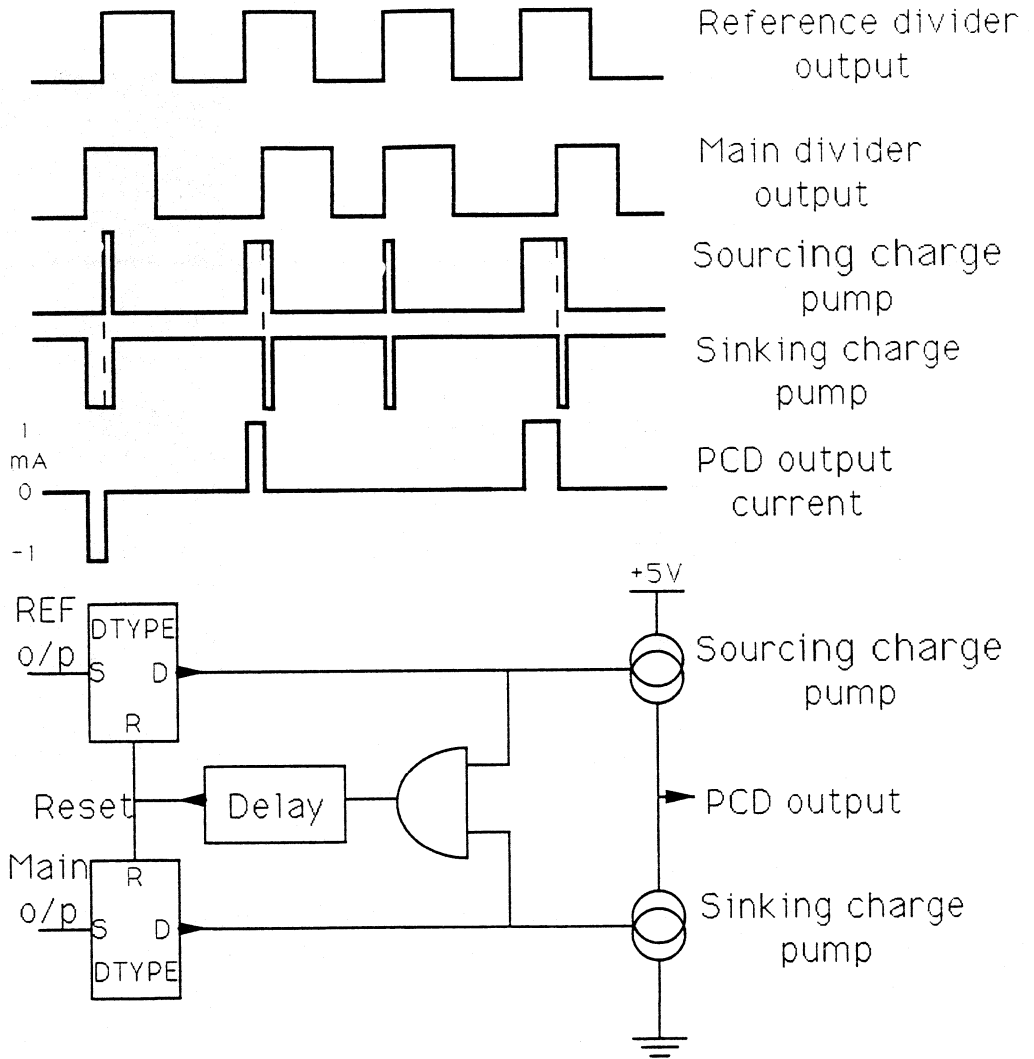 Reference divider
output
Main divider
output
Sourcing charge
pump
Sinking charge
pump
1
mA
0
-1
PCD output
current
+5V
REF
o/p
DTYPE
S
D
R
Sourcing charge
pump
Reset
Delay
PCD output
Main
o/p
R
S
D
DTYPE
Sinking charge
pump